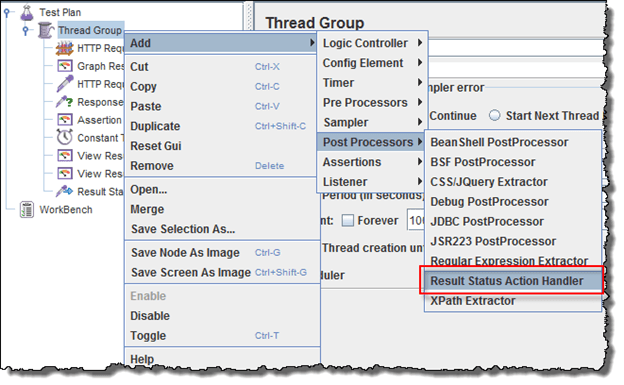 Test Plan
Thread Group
HTTP Requ
Graph Res
HTTP Requ
Response
Assertion
Constant T
View Resu
View Resu
Result Sta
WorkBench
Thread Group
Add
Cut Ctrl-X
Copy Ctrl-C
Paste Ctrl-V
Duplicate Ctrl+Shift-C
Reset Gui
Remove Delete
Open...
Merge
Save Selection As...
Save Node As Image Ctrl-G
Save Screen As Image Ctrl+Shift-G
Enable
Disable
Toggle Ctrl-T
Help
Logic Controller
Config Element
Timer
Pre Processors
Sampler
Post Processors
Assertions
Listener
mpler error
Continue Start Next Thread
Period (in seconds)
nt: Forever 100
Thread creation unt
duler
BeanShell PostProcessor
BSF PostProcessor
CSS/JQuery Extractor
Debug PostProcessor
JDBC PostProcessor
JSR223 PostProcessor
Regular Expression Extractor
Result Status Action Handler
XPath Extractor